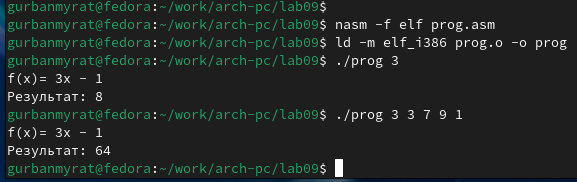 gurbanmyrat@fedora:~/work/arch-pc/lab09$
gurbanmyrat@fedora:~/work/arch-pc/lab09$ nasm -f elf prog.asm
gurbanmyrat@fedora:~/work/arch-pc/lab09$ ld -m elf_i386 prog.o -o prog
gurbanmyrat@fedora:~/work/arch-pc/lab09$ ./prog 3
f(x)= 3x - 1
Результат: 8
gurbanmyrat@fedora:~/work/arch-pc/lab09$ ./prog 3 3 7 9 1
f(x)= 3x - 1
Результат: 64
gurbanmyrat@fedora:~/work/arch-pc/lab09$